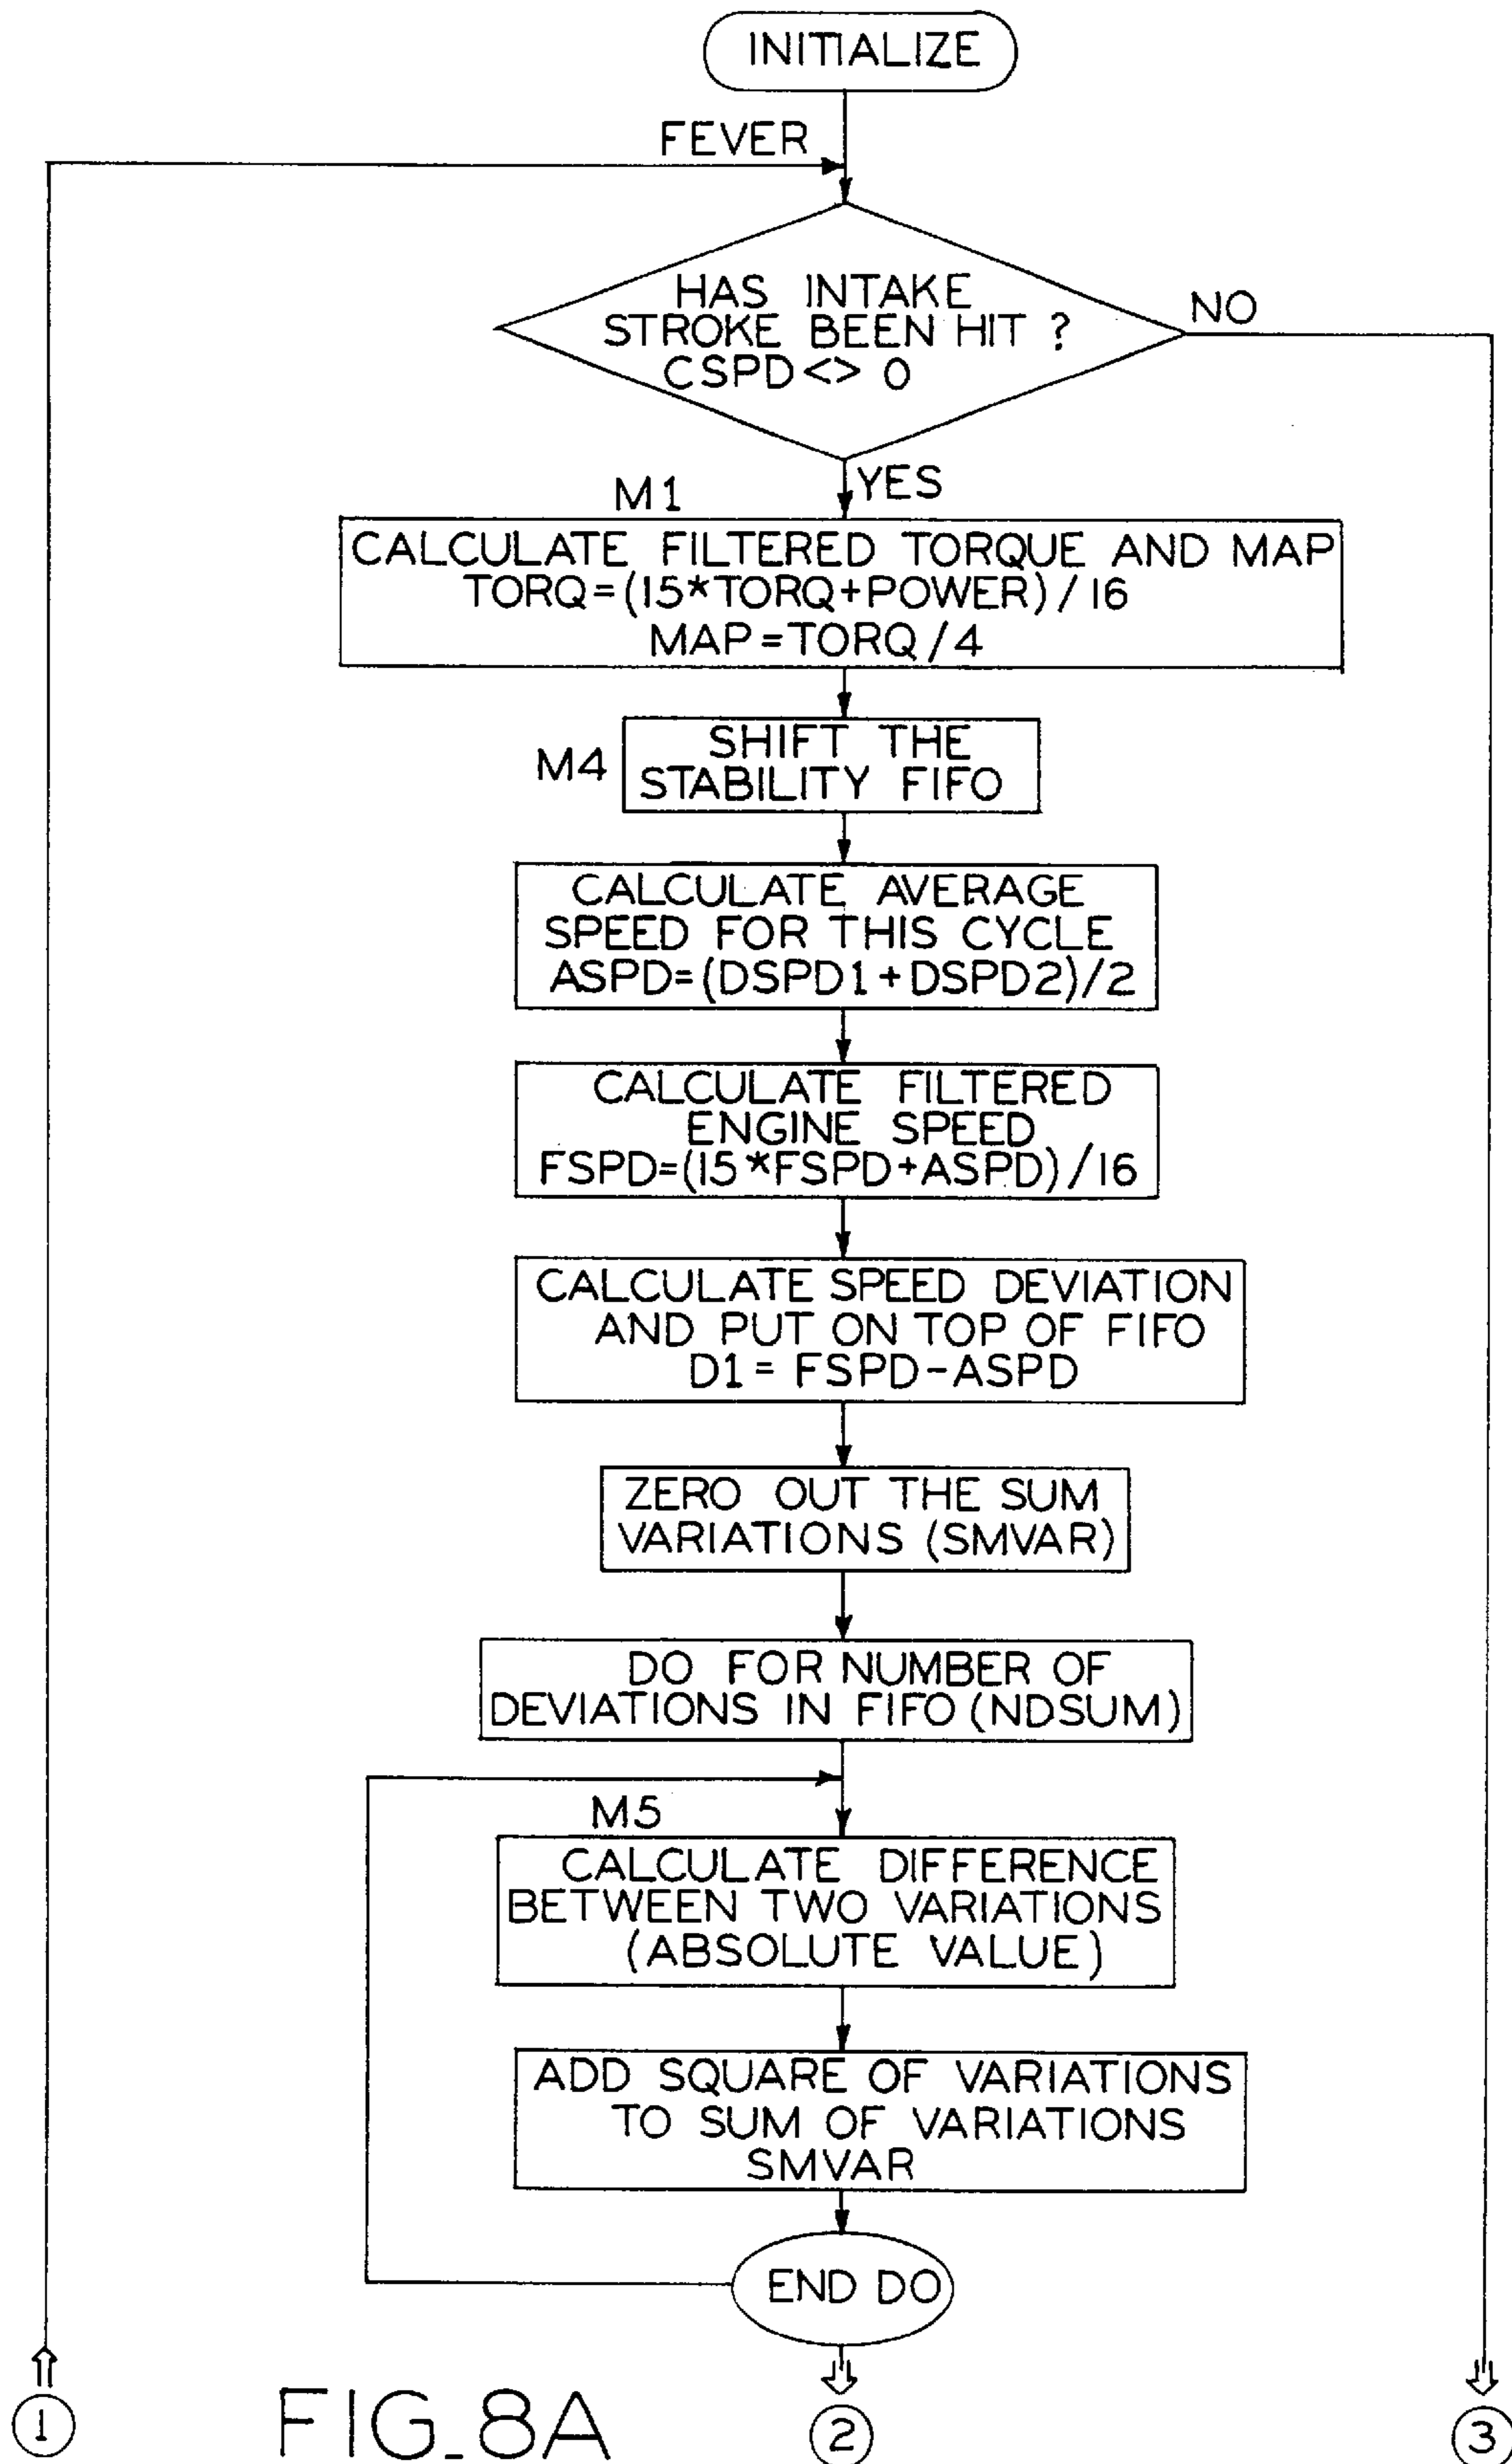 INITIALIZE
FEVER
HAS INTAKE
STROKE BEEN HIT ?
CSPD <> 0
NO
YES
M1
CALCULATE FILTERED TORQUE AND MAP
TORQ=(15*TORQ+POWER)/16
MAP=TORQ/4
M4
SHIFT THE
STABILITY FIFO
CALCULATE AVERAGE
SPEED FOR THIS CYCLE
ASPD=(DSPD1+DSPD2)/2
CALCULATE FILTERED
ENGINE SPEED
FSPD=(15*FSPD+ASPD)/16
CALCULATE SPEED DEVIATION
AND PUT ON TOP OF FIFO
D1= FSPD-ASPD
ZERO OUT THE SUM
VARIATIONS (SMVAR)
DO FOR NUMBER OF
DEVIATIONS IN FIFO (NDSUM)
M5
CALCULATE DIFFERENCE
BETWEEN TWO VARIATIONS
(ABSOLUTE VALUE)
ADD SQUARE OF VARIATIONS
TO SUM OF VARIATIONS
SMVAR
END DO
1
FIG_8A
2
3